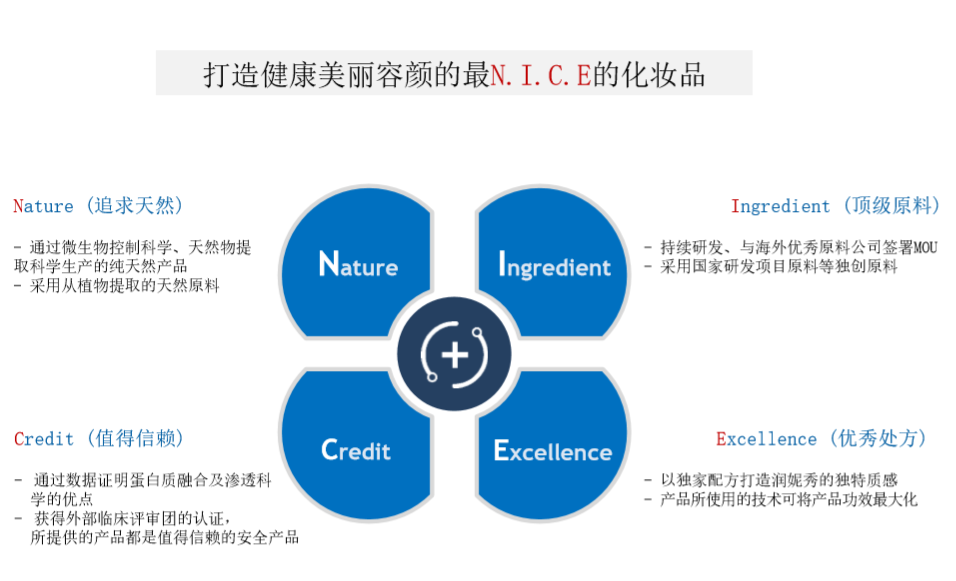 打造健康美丽容颜的最N.I.C.E的化妆品
Nature (追求天然)
- 通过微生物控制科学、天然物提
取科学生产的纯天然产品
- 采用从植物提取的天然原料
Nature
Ingredient
Ingredient (顶级原料)
- 持续研发、与海外优秀原料公司签署MOU
- 采用国家研发项目原料等独创原料
Credit (值得信赖)
- 通过数据证明蛋白质融合及渗透科
学的优点
- 获得外部临床评审团的认证,
所提供的产品都是值得信赖的安全产品
Credit
Excellence
Excellence (优秀处方)
- 以独家配方打造润妮秀的独特质感
- 产品所使用的技术可将产品功效最大化